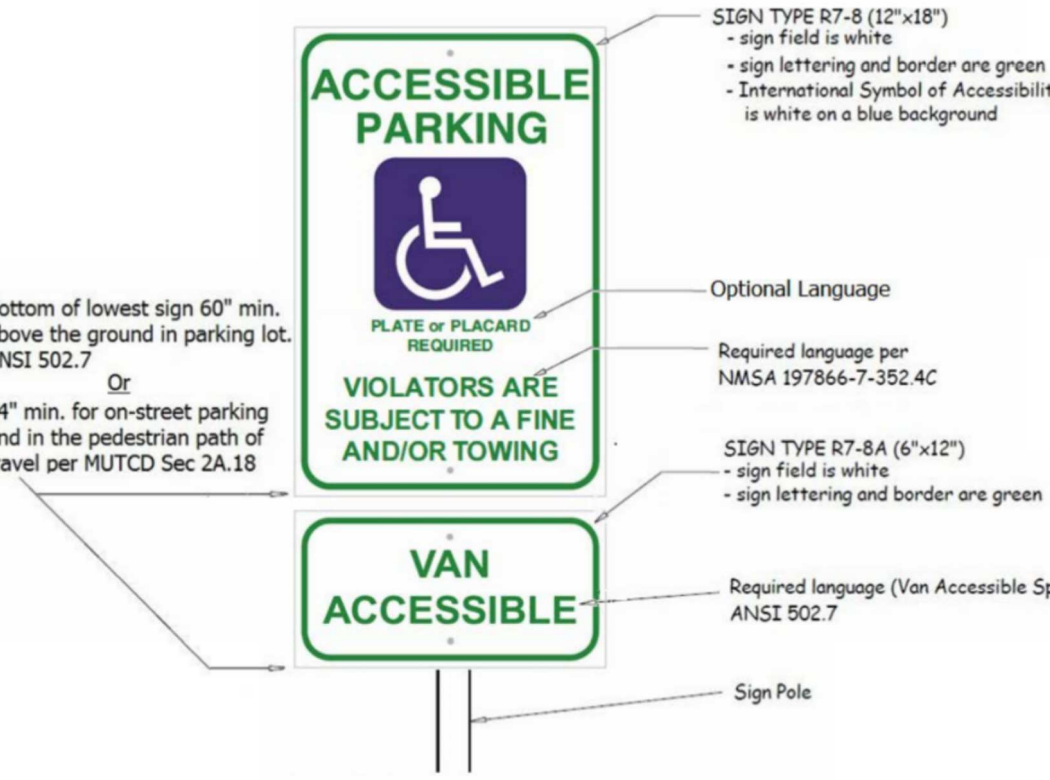 SIGN TYPE R7-8 (12"x18")
- sign field is white
- sign lettering and border are green
- International Symbol of Accessibilit
is white on a blue background
ACCESSIBLE
PARKING
PLATE or PLACARD
REQUIRED
VIOLATORS ARE
SUBJECT TO A FINE
AND/OR TOWING
Optional Language
Required language per
NMSA 197866-7-352.4C
ottom of lowest sign 60" min.
bove the ground in parking lot.
NSI 502.7
Or
4" min. for on-street parking
nd in the pedestrian path of
ravel per MUTCD Sec 2A.18
SIGN TYPE R7-8A (6"x12")
- sign field is white
- sign lettering and border are green
VAN
ACCESSIBLE
Required language (Van Accessible Sp
ANSI 502.7
Sign Pole